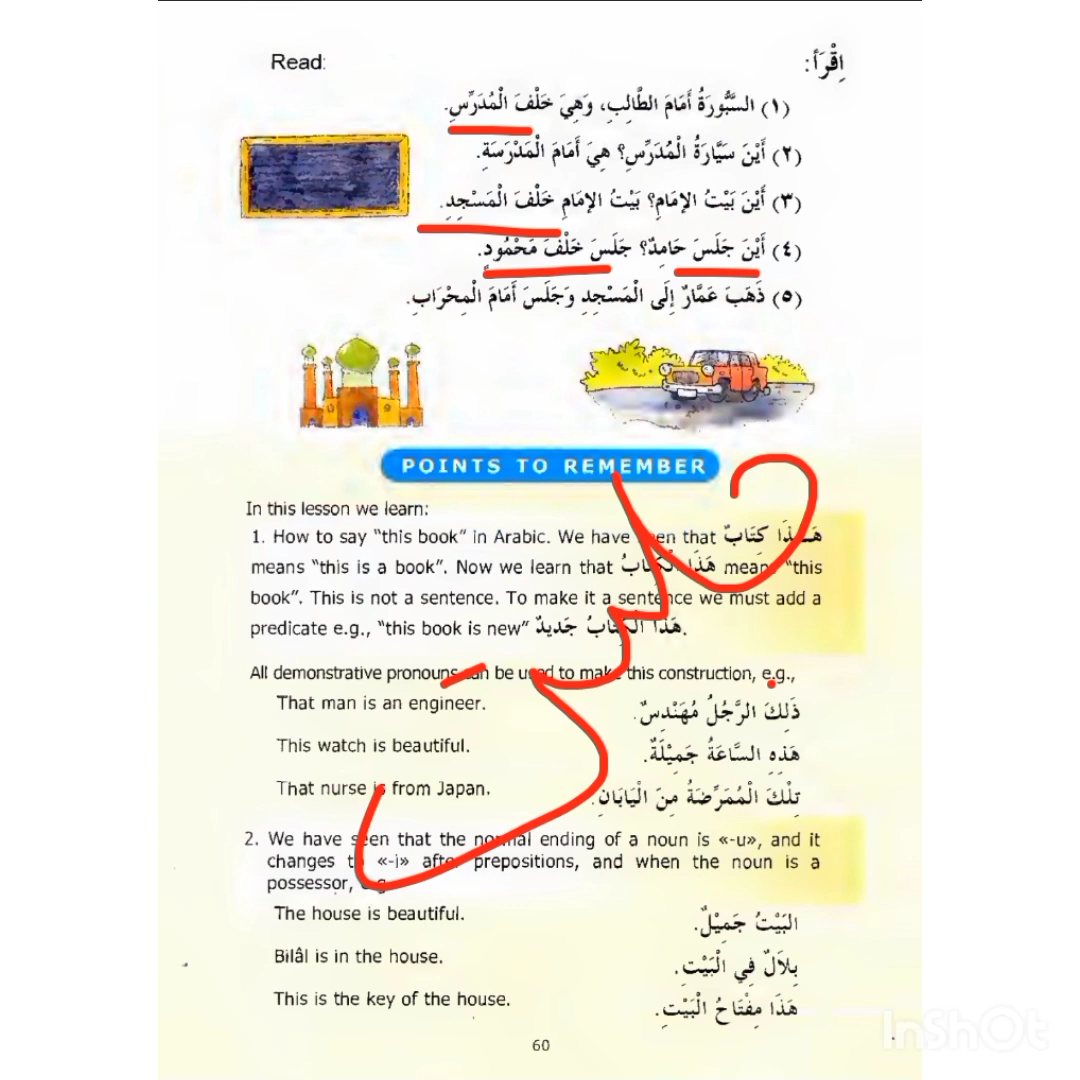 Read: اِقْرَأ:
(١) السَّبُّورَةُ أَمَامَ الطَّالِبِ، وَهِيَ خَلْفَ الْمُدَرِّسِ.
(٢) أَيْنَ سَيَّارَةُ الْمُدَرِّسِ؟ هِيَ أَمَامَ الْمَدْرَسَةِ.
(٣) أَيْنَ بَيْتُ الإمَامِ؟ بَيْتُ الإمَامِ خَلْفَ الْمَسْجِدِ.
(٤) أَيْنَ جَلَسَ حَامِدٌ؟ جَلَسَ خَلْفَ مَحْمُودٍ.
(٥) ذَهَبَ عَمَّارٌ إِلَى الْمَسْجِدِ وَجَلَسَ أَمَامَ الْمِحْرَابِ.
POINTS TO REMEMBER
In this lesson we learn:
1. How to say "this book" in Arabic. We have seen that هَـٰذَا كِتَابٌ
means "this is a book". Now we learn that هَذَا الْكِتَابُ means "this
book". This is not a sentence. To make it a sentence we must add a
predicate e.g., "this book is new" هَذَا الْكِتَابُ جَدِيدٌ.
All demonstrative pronouns can be used to make this construction, e.g.,
That man is an engineer. ذَلِكَ الرَّجُلُ مُهَنْدِسٌ.
This watch is beautiful. هَذِهِ السَّاعَةُ جَمِيْلَةٌ.
That nurse is from Japan. تِلْكَ الْمُمَرِّضَةُ مِنَ الْيَابَانِ.
2. We have seen that the normal ending of a noun is «-u», and it
changes to «-i» after prepositions, and when the noun is a
possessor, e.g.
The house is beautiful. البَيْتُ جَمِيْلٌ.
Bilâl is in the house. بِلاَلٌ فِي الْبَيْتِ.
This is the key of the house. هَذَا مِفْتَاحُ الْبَيْتِ.
60
InShOt